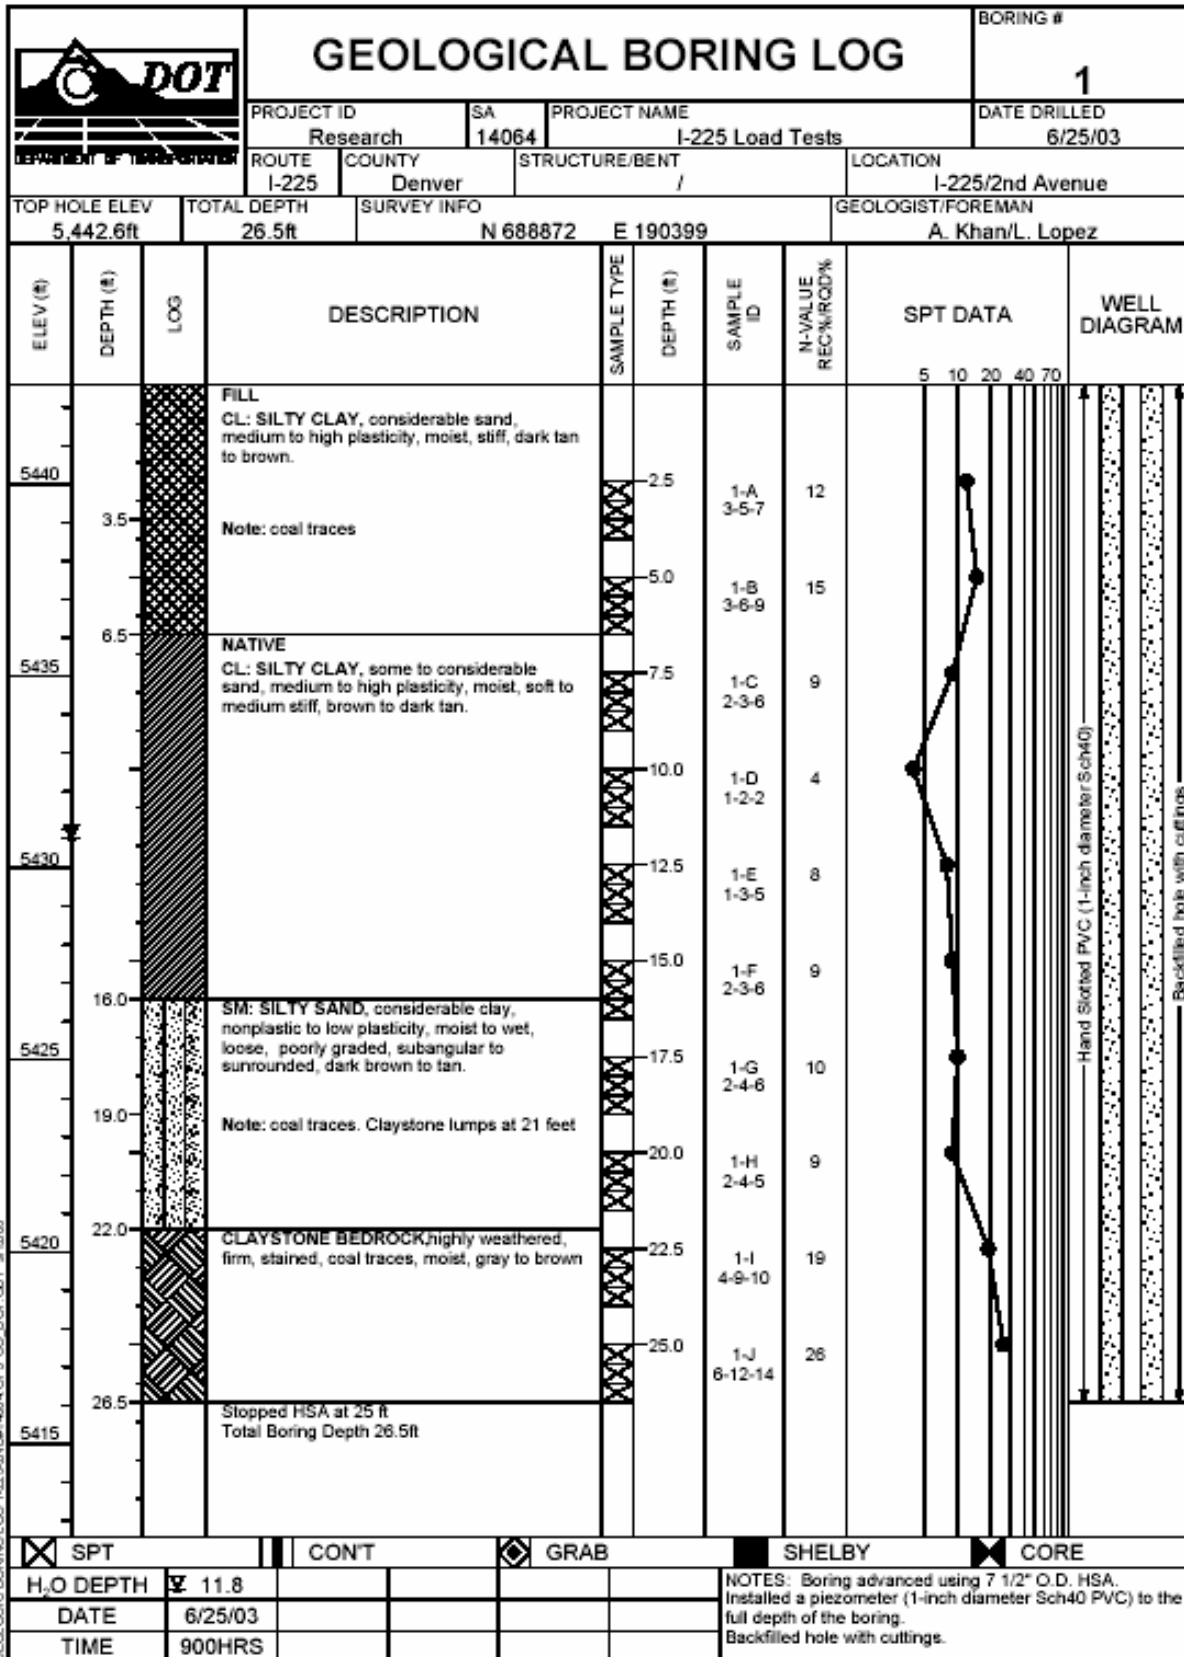 DOT
DEPARTMENT OF TRANSPORTATION
GEOLOGICAL BORING LOG
BORING #
1
PROJECT ID
Research
SA
14064
PROJECT NAME
I-225 Load Tests
DATE DRILLED
6/25/03
ROUTE
I-225
COUNTY
Denver
STRUCTURE/BENT
/
LOCATION
I-225/2nd Avenue
TOP HOLE ELEV
5,442.6ft
TOTAL DEPTH
26.5ft
SURVEY INFO
N 688872 E 190399
GEOLOGIST/FOREMAN
A. Khan/L. Lopez
ELEV (ft)
DEPTH (ft)
LOG
DESCRIPTION
SAMPLE TYPE
DEPTH (ft)
SAMPLE
ID
N-VALUE
REC%/RQD%
SPT DATA
WELL
DIAGRAM
5 10 20 40 70
FILL
CL: SILTY CLAY, considerable sand,
medium to high plasticity, moist, stiff, dark tan
to brown.
5440
2.5
1-A
3-5-7
12
3.5
Note: coal traces
5.0
1-B
3-6-9
15
6.5
NATIVE
CL: SILTY CLAY, some to considerable
sand, medium to high plasticity, moist, soft to
medium stiff, brown to dark tan.
5435
7.5
1-C
2-3-6
9
10.0
1-D
1-2-2
4
5430
12.5
1-E
1-3-5
8
15.0
1-F
2-3-6
9
16.0
SM: SILTY SAND, considerable clay,
nonplastic to low plasticity, moist to wet,
loose, poorly graded, subangular to
sunrounded, dark brown to tan.
5425
17.5
1-G
2-4-6
10
19.0
Note: coal traces. Claystone lumps at 21 feet
20.0
1-H
2-4-5
9
22.0
CLAYSTONE BEDROCK,highly weathered,
firm, stained, coal traces, moist, gray to brown
5420
22.5
1-I
4-9-10
19
25.0
1-J
6-12-14
26
26.5
Stopped HSA at 25 ft
Total Boring Depth 26.5ft
5415
Hand Slotted PVC (1-inch diameter Sch40)
Backfilled hole with cuttings
SPT
CON'T
GRAB
SHELBY
CORE
H2O DEPTH
11.8
DATE
6/25/03
TIME
900HRS
NOTES: Boring advanced using 7 1/2" O.D. HSA.
Installed a piezometer (1-inch diameter Sch40 PVC) to the
full depth of the boring.
Backfilled hole with cuttings.